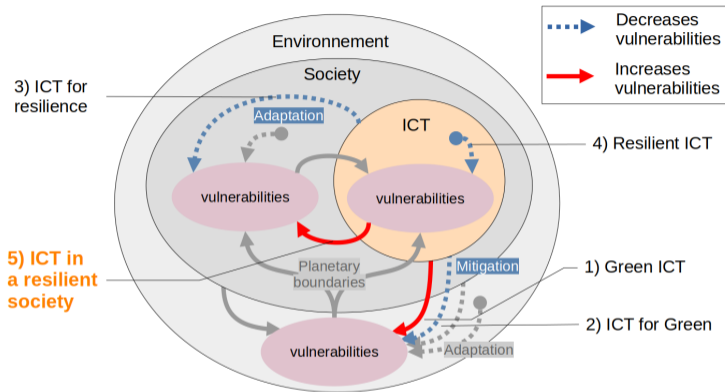 Environnement
Decreases
vulnerabilities
Increases
vulnerabilities
Society
3) ICT for
resilience
Adaptation
ICT
4) Resilient ICT
vulnerabilities
vulnerabilities
5) ICT in
a resilient
society
Planetary
boundaries
Mitigation
1) Green ICT
2) ICT for Green
vulnerabilities
Adaptation